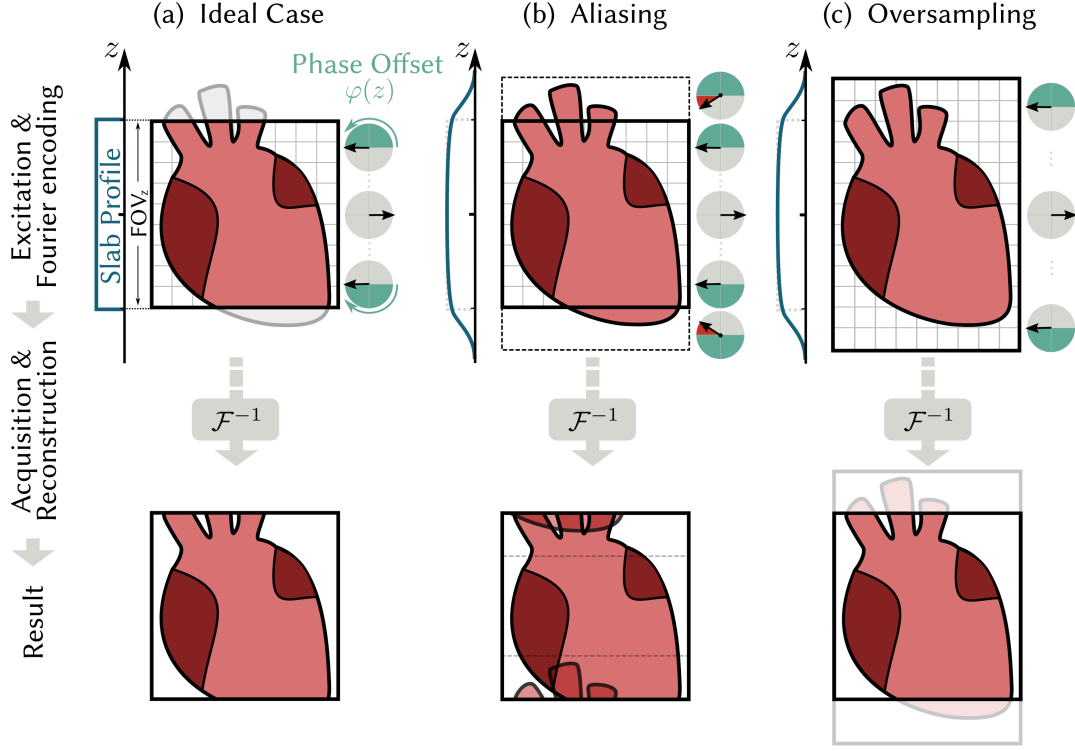 (a) Ideal Case
(b) Aliasing
(c) Oversampling
z
z
z
Phase Offset
φ(z)
Excitation &
Fourier encoding
Slab Profile
FOVz
Acquisition &
Reconstruction
F⁻¹
F⁻¹
F⁻¹
Result